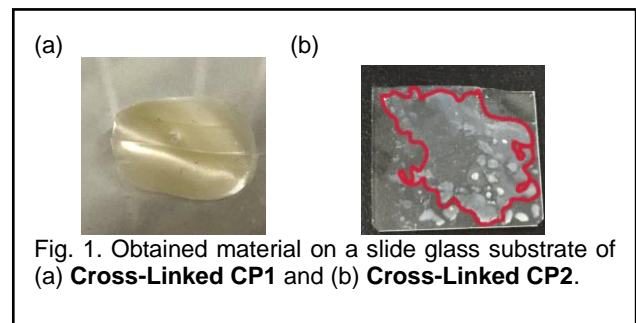 (a) (b)
Fig. 1. Obtained material on a slide glass substrate of
(a) Cross-Linked CP1 and (b) Cross-Linked CP2.